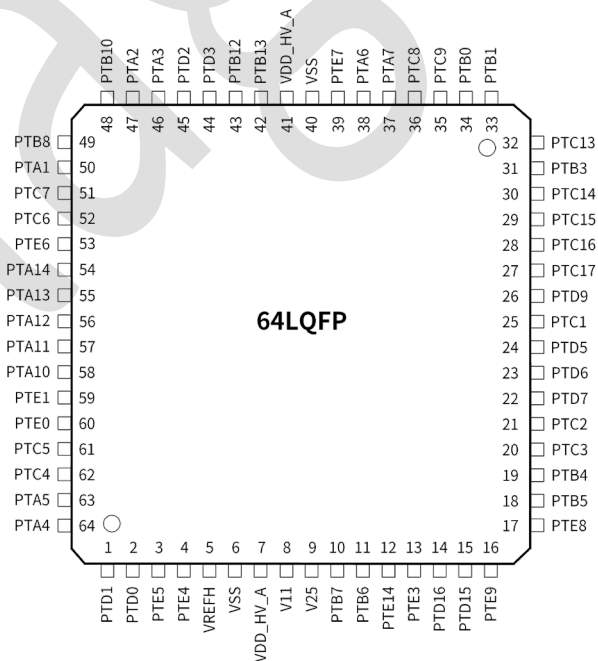 PTB10 PTA2 PTA3 PTD2 PTD3 PTB12 PTB13 VDD_HV_A VSS PTE7 PTA6 PTA7 PTC8 PTC9 PTB0 PTB1
48 47 46 45 44 43 42 41 40 39 38 37 36 35 34 33
PTB8 49 32 PTC13
PTA1 50 31 PTB3
PTC7 51 30 PTC14
PTC6 52 29 PTC15
PTE6 53 28 PTC16
PTA14 54 27 PTC17
PTA13 55 26 PTD9
PTA12 56 25 PTC1
64LQFP
PTA11 57 24 PTD5
PTA10 58 23 PTD6
PTE1 59 22 PTD7
PTE0 60 21 PTC2
PTC5 61 20 PTC3
PTC4 62 19 PTB4
PTA5 63 18 PTB5
PTA4 64 17 PTE8
1 2 3 4 5 6 7 8 9 10 11 12 13 14 15 16
PTD1 PTD0 PTE5 PTE4 VREFH VSS VDD_HV_A V11 V25 PTB7 PTB6 PTE14 PTE3 PTD16 PTD15 PTE9